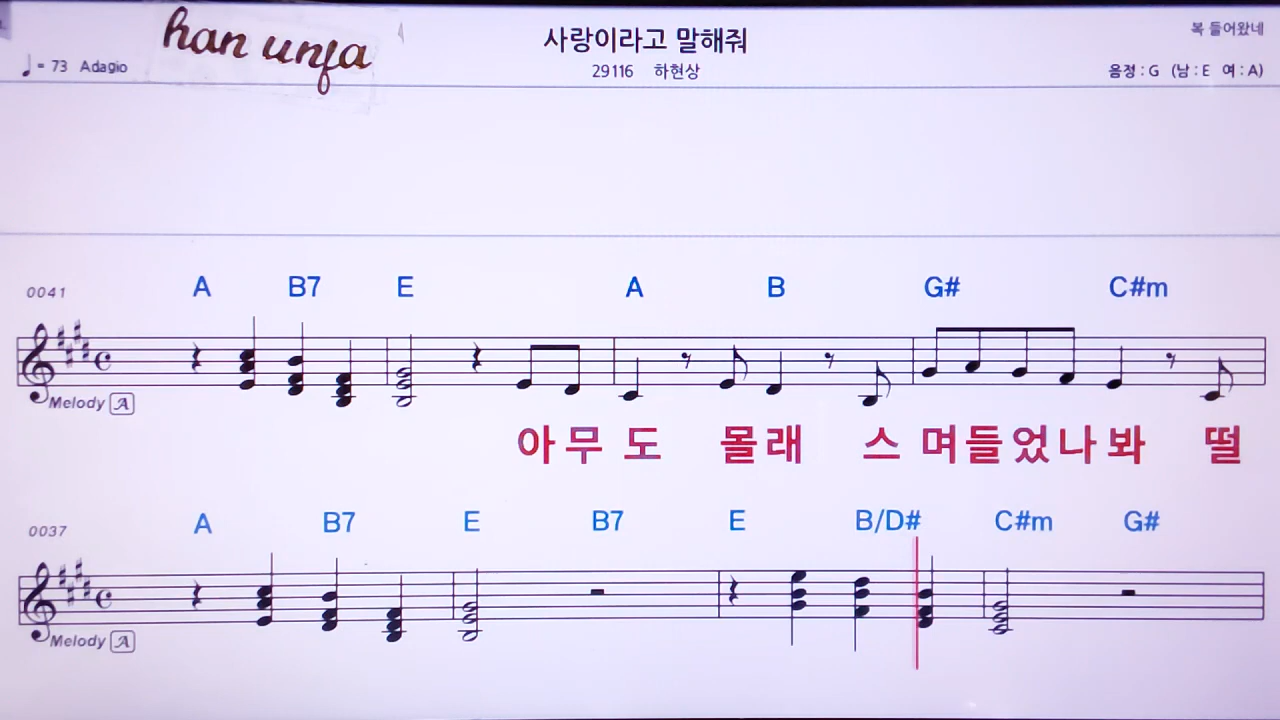 han unja
사랑이라고 말해줘
복 들어왔네
♩ = 73 Adagio
29116 하현상
음정 : G (남 : E 여 : A)
0041 A B7 E A B G# C#m
Melody A
아무도 몰래 스며들었나봐 떨
0037 A B7 E B7 E B/D# C#m G#
Melody A